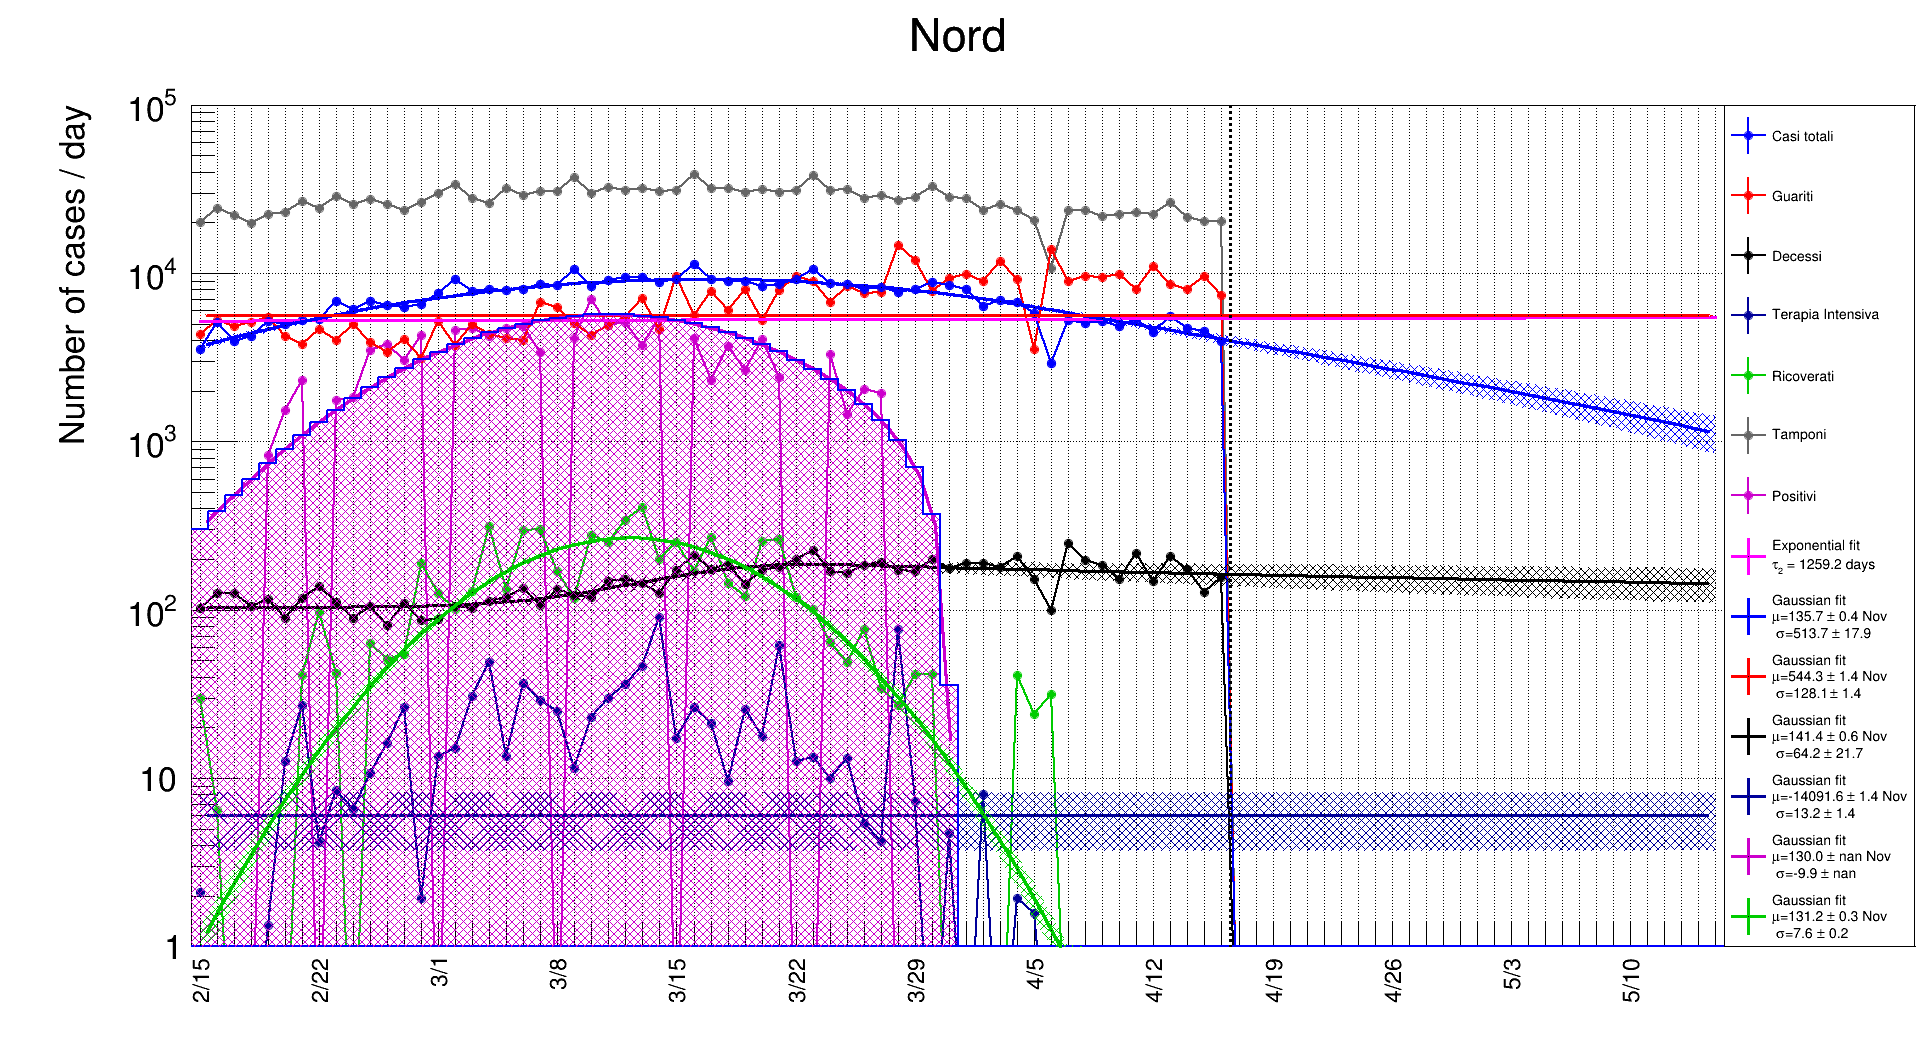 Nord
Number of cases / day
10^5
10^4
10^3
10^2
10
1
2/15
2/22
3/1
3/8
3/15
3/22
3/29
4/5
4/12
4/19
4/26
5/3
5/10
Casi totali
Guariti
Decessi
Terapia Intensiva
Ricoverati
Tamponi
Positivi
Exponential fit
τ₂ = 1259.2 days
Gaussian fit
μ=135.7 ± 0.4 Nov
σ=513.7 ± 17.9
Gaussian fit
μ=544.3 ± 1.4 Nov
σ=128.1 ± 1.4
Gaussian fit
μ=141.4 ± 0.6 Nov
σ=64.2 ± 21.7
Gaussian fit
μ=-14091.6 ± 1.4 Nov
σ=13.2 ± 1.4
Gaussian fit
μ=130.0 ± nan Nov
σ=-9.9 ± nan
Gaussian fit
μ=131.2 ± 0.3 Nov
σ=7.6 ± 0.2